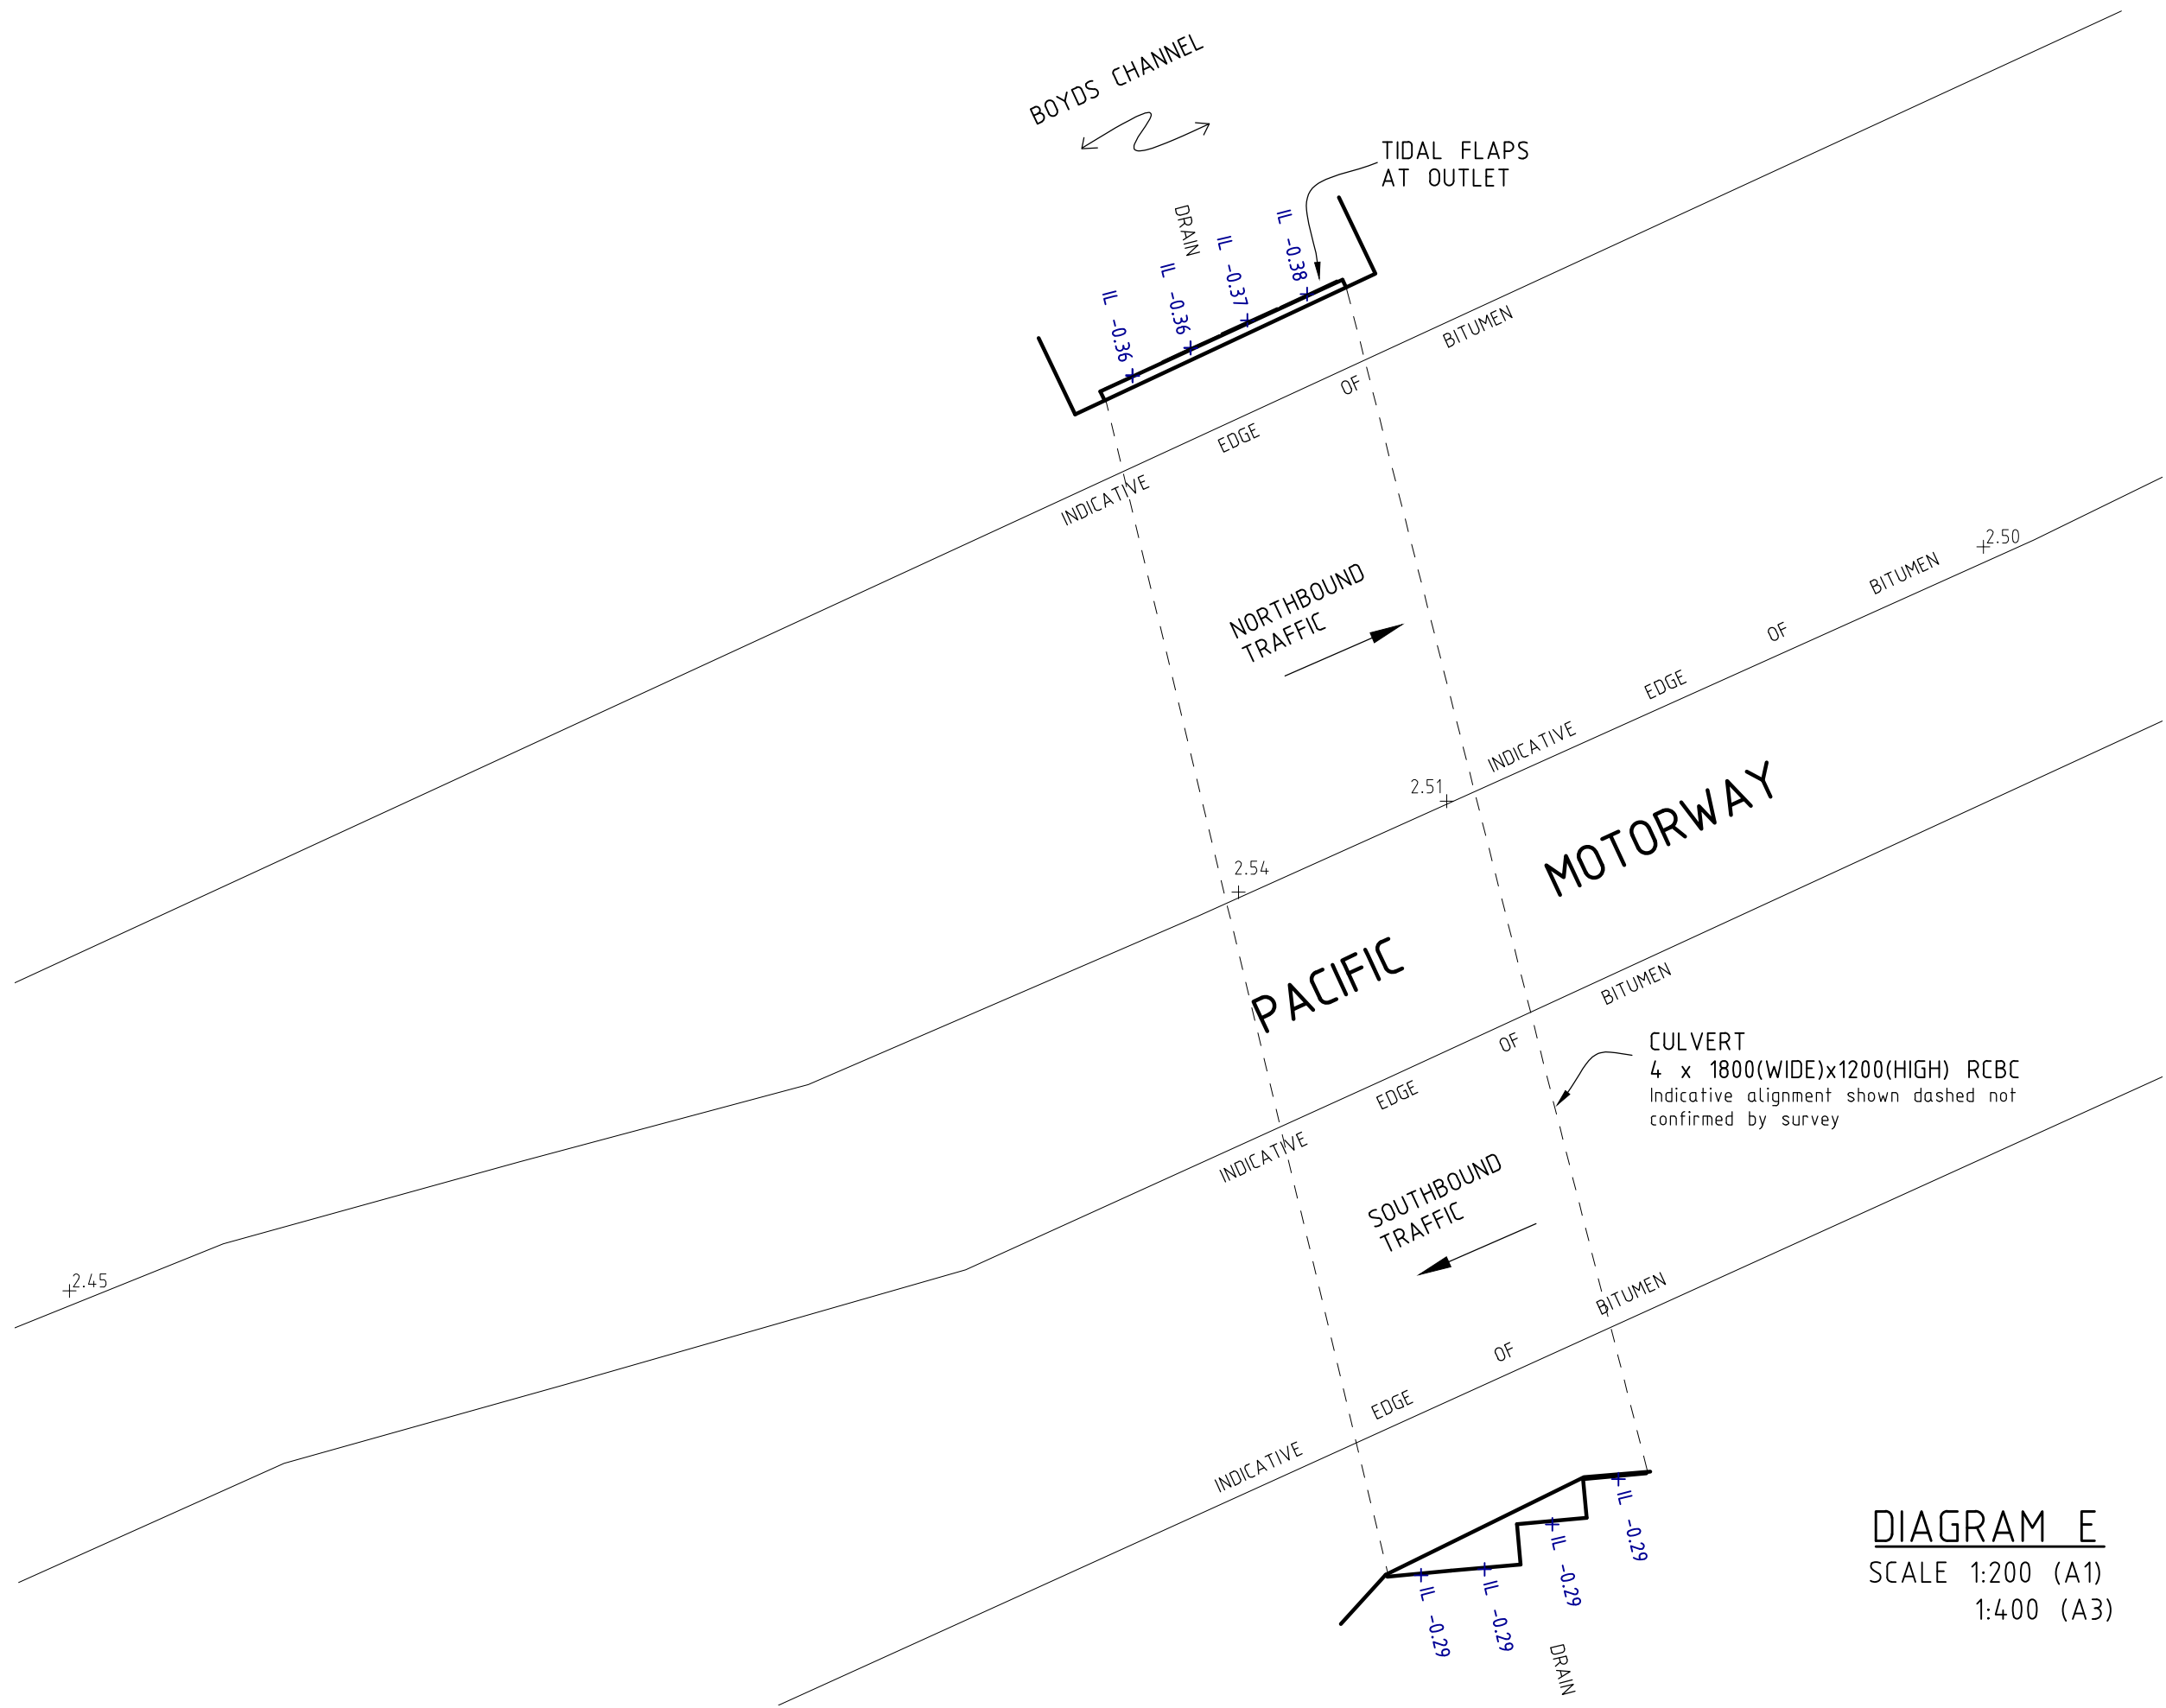 BOYDS CHANNEL
TIDAL FLAPS
AT OUTLET
DRAIN
IL -0.38
IL -0.37
IL -0.36
IL -0.36
INDICATIVE EDGE OF BITUMEN
NORTHBOUND
TRAFFIC
2.50
2.51
2.54
INDICATIVE EDGE OF BITUMEN
PACIFIC MOTORWAY
INDICATIVE EDGE OF BITUMEN
CULVERT
4 x 1800(WIDE)x1200(HIGH) RCBC
Indicative alignment shown dashed not
confirmed by survey
SOUTHBOUND
TRAFFIC
2.45
INDICATIVE EDGE OF BITUMEN
IL -0.29
IL -0.29
IL -0.29
IL -0.29
DRAIN
DIAGRAM E
SCALE 1:200 (A1)
1:400 (A3)